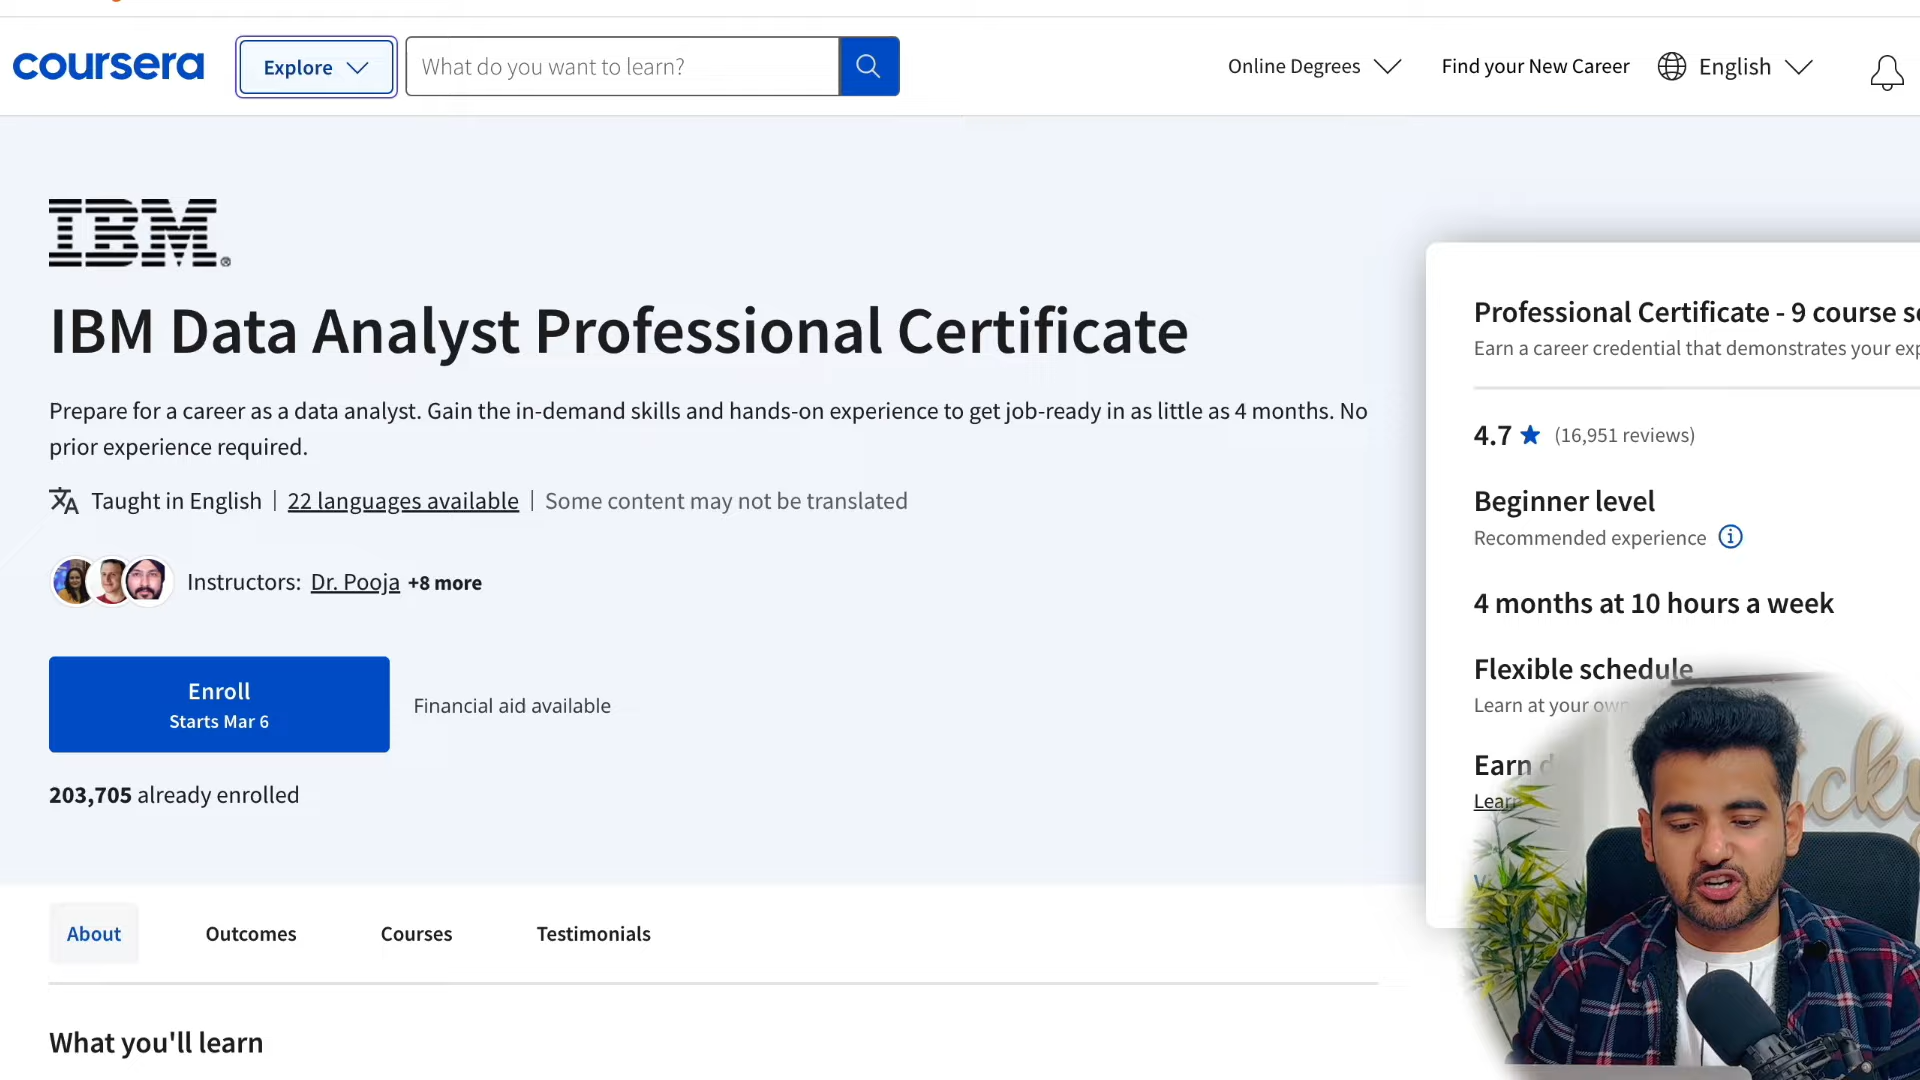 coursera
Explore
What do you want to learn?
Online Degrees
Find your New Career
English
IBM®
IBM Data Analyst Professional Certificate
Prepare for a career as a data analyst. Gain the in-demand skills and hands-on experience to get job-ready in as little as 4 months. No
prior experience required.
Taught in English | 22 languages available | Some content may not be translated
Instructors: Dr. Pooja +8 more
Enroll
Starts Mar 6
Financial aid available
203,705 already enrolled
Professional Certificate - 9 course
Earn a career credential that demonstrates your
4.7 ★ (16,951 reviews)
Beginner level
Recommended experience
4 months at 10 hours a week
Flexible schedule
Learn at your own
Earn
Learn
About
Outcomes
Courses
Testimonials
What you'll learn